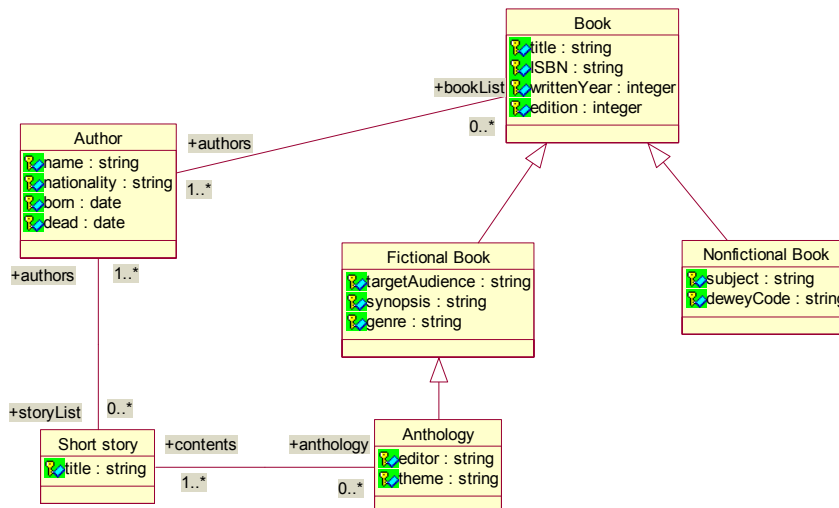 Book
title : string
ISBN : string
writtenYear : integer
edition : integer
+bookList
0..*
Author
name : string
nationality : string
born : date
dead : date
+authors
1..*
+authors
1..*
Fictional Book
targetAudience : string
synopsis : string
genre : string
Nonfictional Book
subject : string
deweyCode : string
+storyList
0..*
Short story
title : string
+contents
1..*
+anthology
0..*
Anthology
editor : string
theme : string